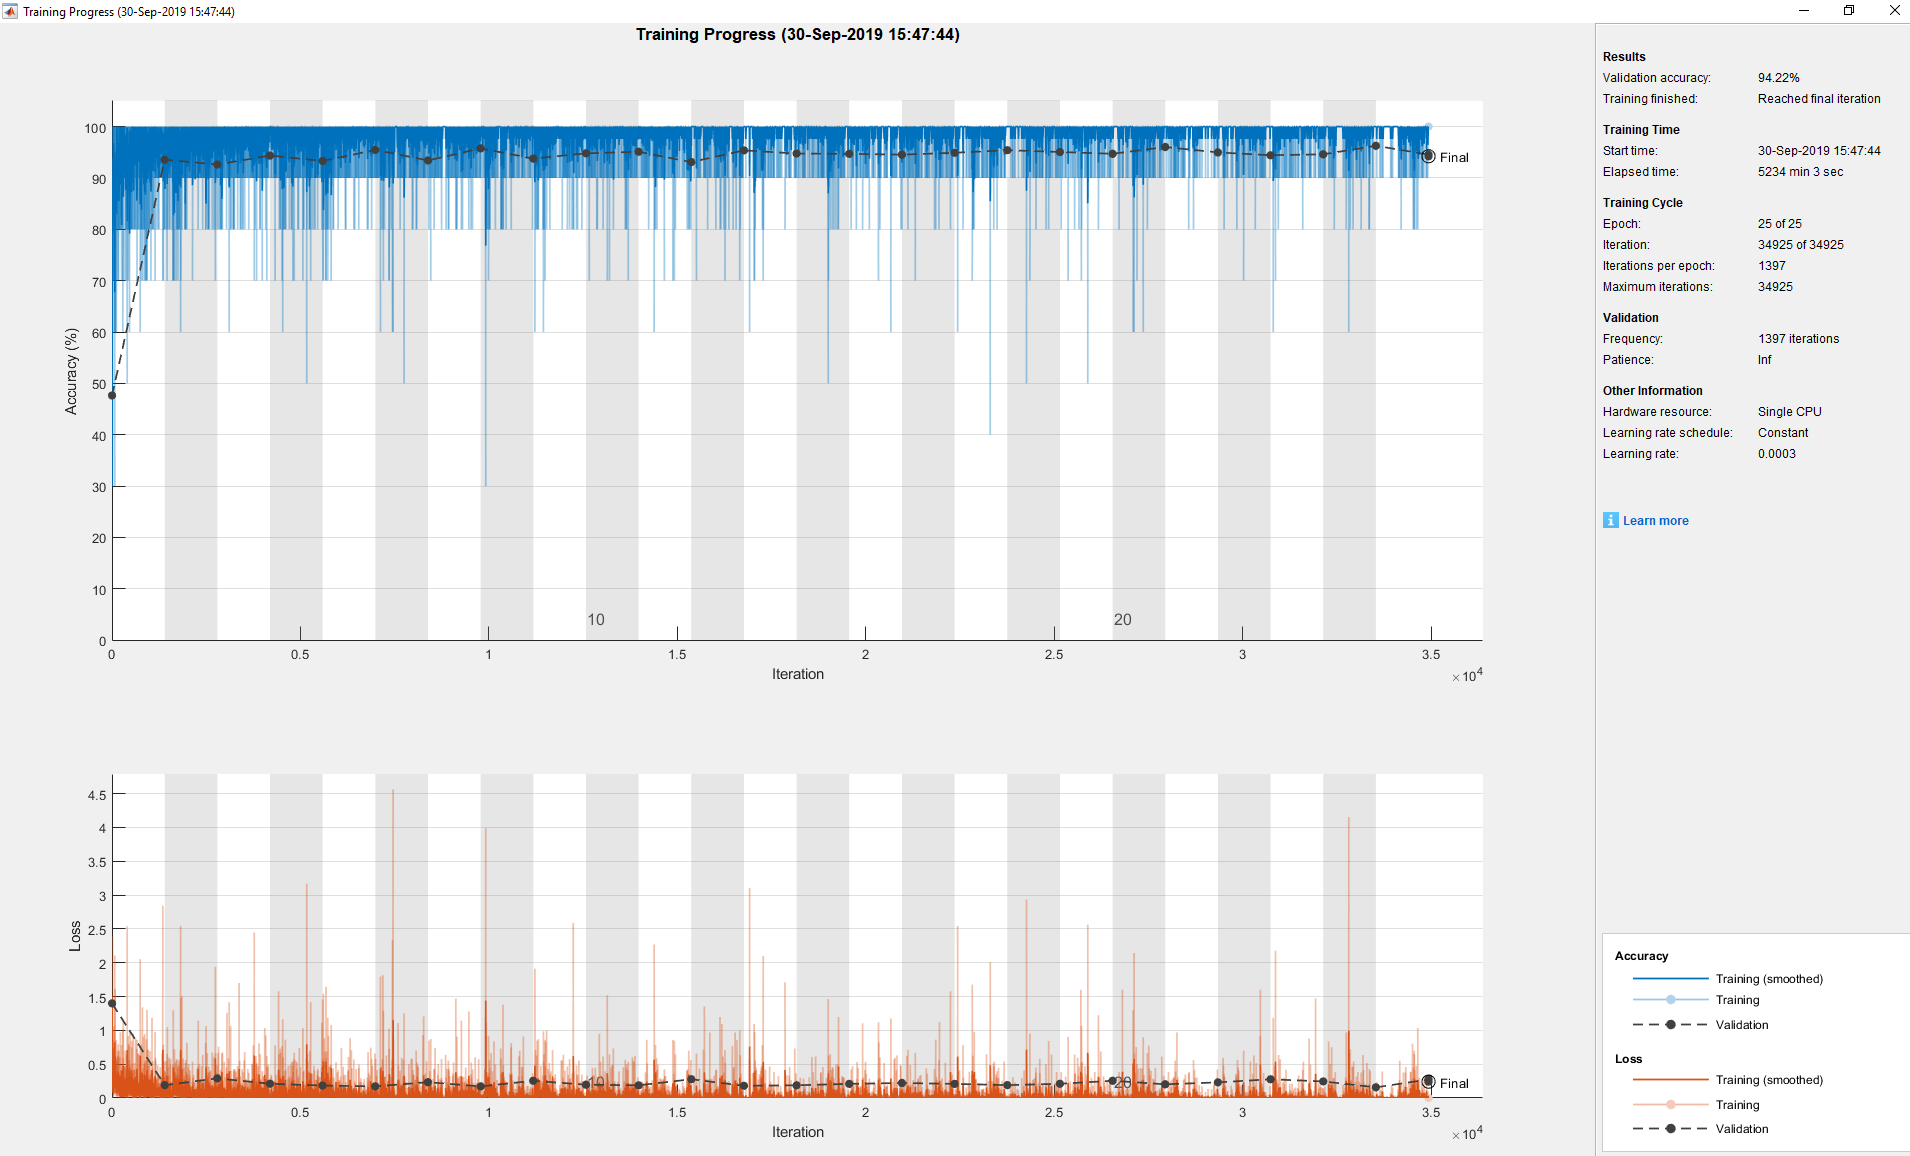 Training Progress (30-Sep-2019 15:47:44)
Training Progress (30-Sep-2019 15:47:44)
100
90
80
70
60
50
40
30
20
10
0
Accuracy (%)
10
20
Final
0
0.5
1
1.5
2
2.5
3
3.5
Iteration
×10⁴
4.5
4
3.5
3
2.5
2
1.5
1
0.5
0
Loss
10
20
Final
0
0.5
1
1.5
2
2.5
3
3.5
Iteration
×10⁴
Results
Validation accuracy: 94.22%
Training finished: Reached final iteration
Training Time
Start time: 30-Sep-2019 15:47:44
Elapsed time: 5234 min 3 sec
Training Cycle
Epoch: 25 of 25
Iteration: 34925 of 34925
Iterations per epoch: 1397
Maximum iterations: 34925
Validation
Frequency: 1397 iterations
Patience: Inf
Other Information
Hardware resource: Single CPU
Learning rate schedule: Constant
Learning rate: 0.0003
i Learn more
Accuracy
Training (smoothed)
Training
Validation
Loss
Training (smoothed)
Training
Validation